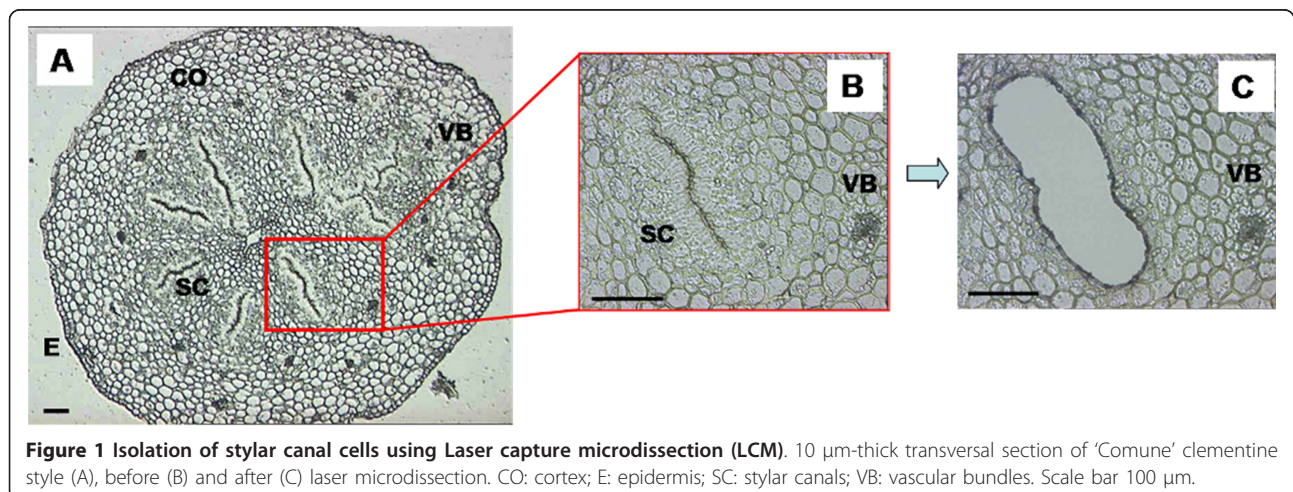 A
CO
VB
SC
E
B
VB
SC
C
VB
Figure 1 Isolation of stylar canal cells using Laser capture microdissection (LCM). 10 μm-thick transversal section of ‘Comune’ clementine
style (A), before (B) and after (C) laser microdissection. CO: cortex; E: epidermis; SC: stylar canals; VB: vascular bundles. Scale bar 100 μm.